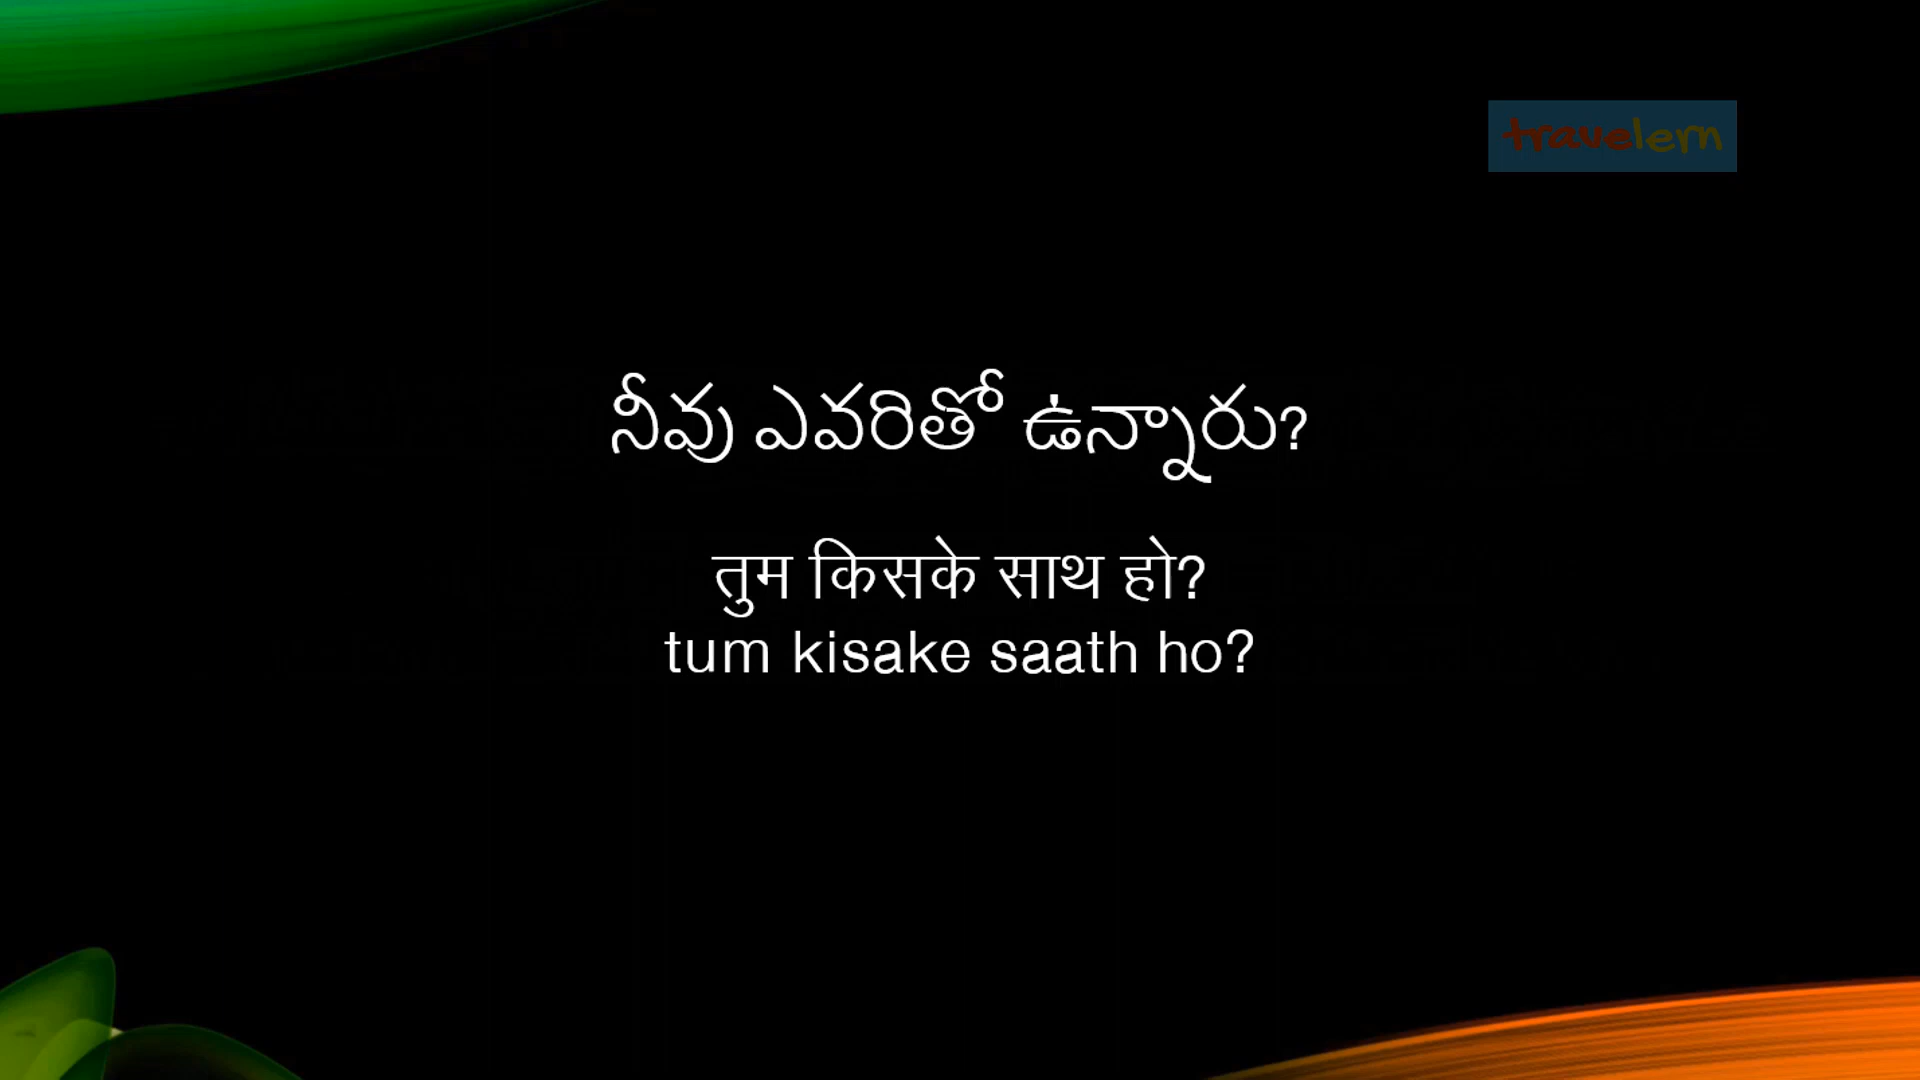 travelern
నీవు ఎవరితో ఉన్నారు?
तुम किसके साथ हो?
tum kisake saath ho?